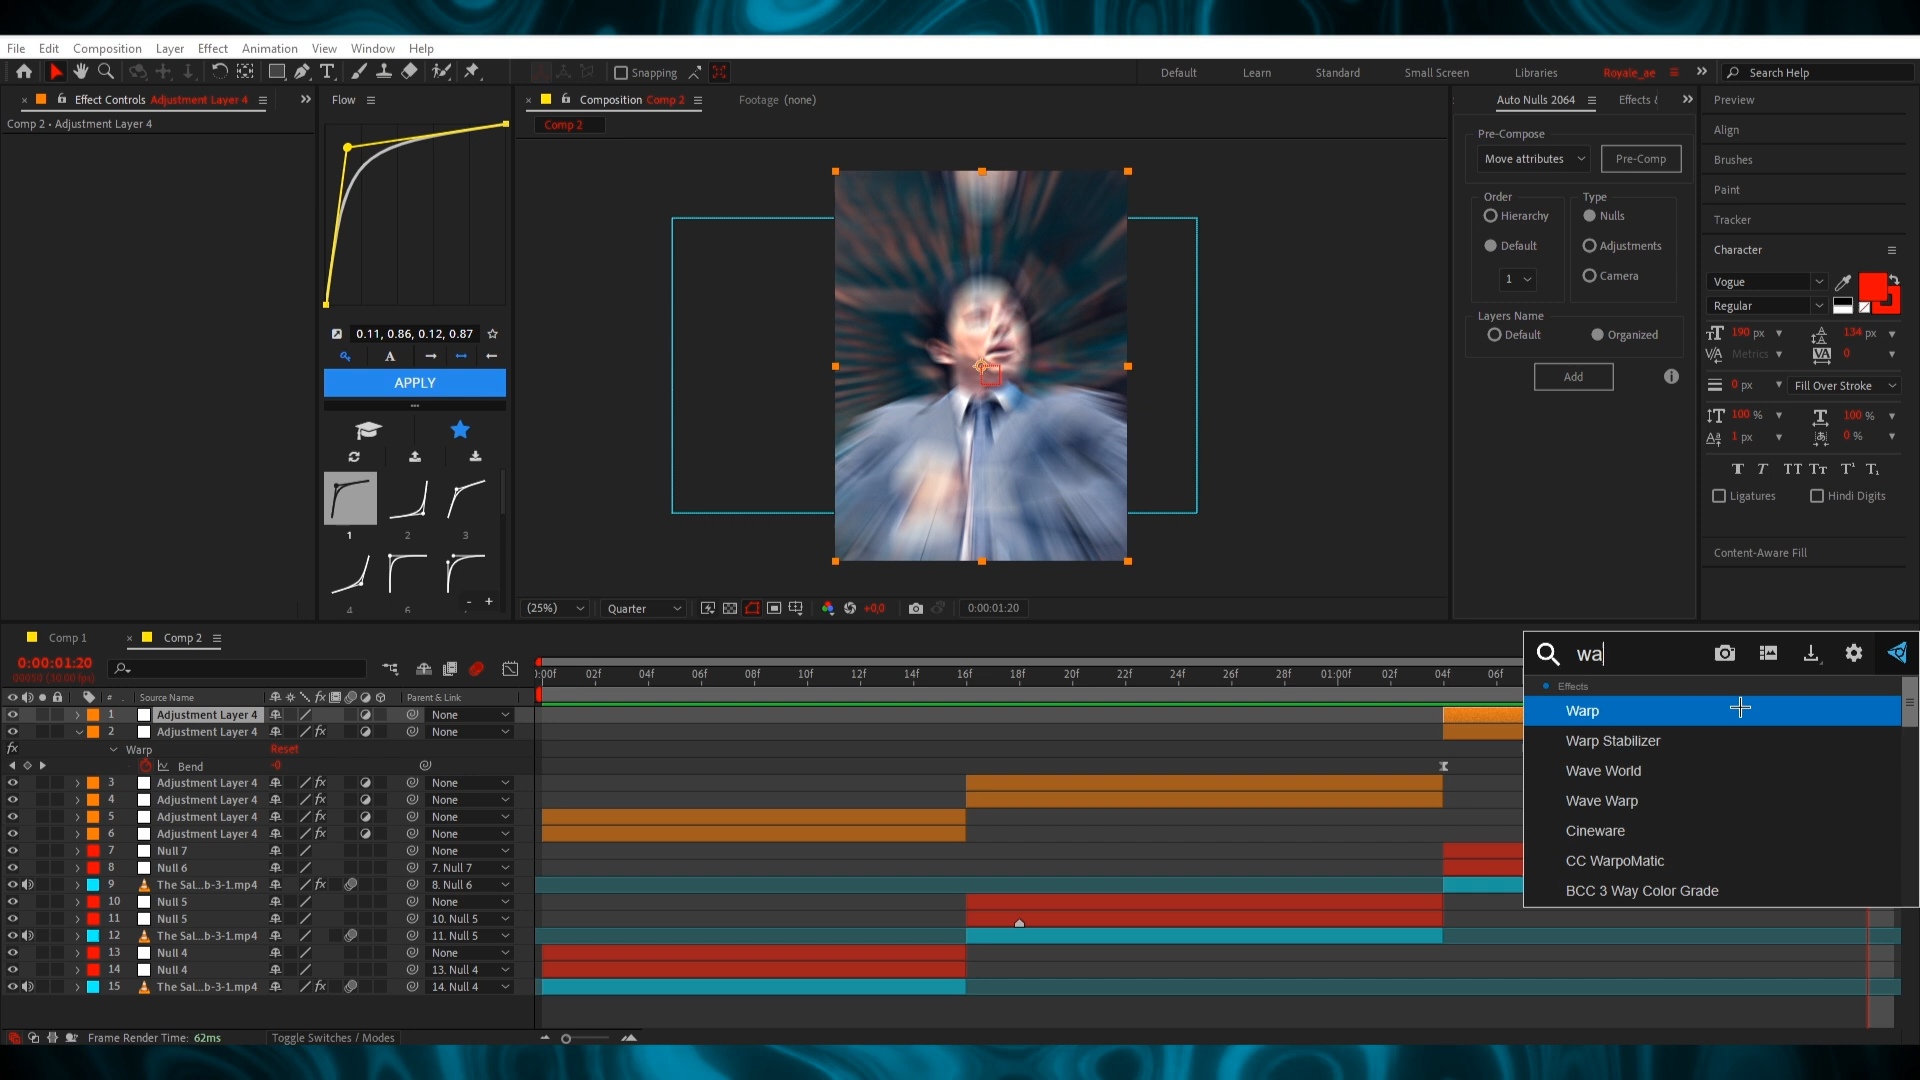 File Edit Composition Layer Effect Animation View Window Help
Snapping
Default Learn Standard Small Screen Libraries Royale_ae
Search Help
Effect Controls Adjustment Layer 4
Comp 2 • Adjustment Layer 4
Flow
Composition Comp 2
Footage (none)
Comp 2
0.11, 0.86, 0.12, 0.87
A
APPLY
1 2 3
4 6
- +
(25%) Quarter +0,0 0:00:01:20
Auto Nulls 2064
Pre-Compose
Move attributes Pre-Comp
Order Type
Hierarchy Nulls
Default Adjustments
1 Camera
Layers Name
Default Organized
Add
Preview
Align
Brushes
Paint
Tracker
Character
Vogue
Regular
190 px 134 px
Metrics 0
0 px Fill Over Stroke
100 % 100 %
1 px 0 %
T T TT Tт T¹ T₁
Ligatures Hindi Digits
Content-Aware Fill
Comp 1 Comp 2
0:00:01:20
00050 (30.00 fps)
# Source Name Parent & Link
:00f 02f 04f 06f 08f 10f 12f 14f 16f 18f 20f 22f 24f 26f 28f 01:00f 02f 04f 06f
1 Adjustment Layer 4 None
2 Adjustment Layer 4 fx None
fx Warp Reset
Bend -0
3 Adjustment Layer 4 fx None
4 Adjustment Layer 4 fx None
5 Adjustment Layer 4 fx None
6 Adjustment Layer 4 fx None
7 Null 7 None
8 Null 6 7. Null 7
9 The Sal...b-3-1.mp4 fx 8. Null 6
10 Null 5 None
11 Null 5 10. Null 5
12 The Sal...b-3-1.mp4 11. Null 5
13 Null 4 None
14 Null 4 13. Null 4
15 The Sal...b-3-1.mp4 fx 14. Null 4
Frame Render Time: 62ms
Toggle Switches / Modes
wa
Effects
Warp
Warp Stabilizer
Wave World
Wave Warp
Cineware
CC WarpoMatic
BCC 3 Way Color Grade